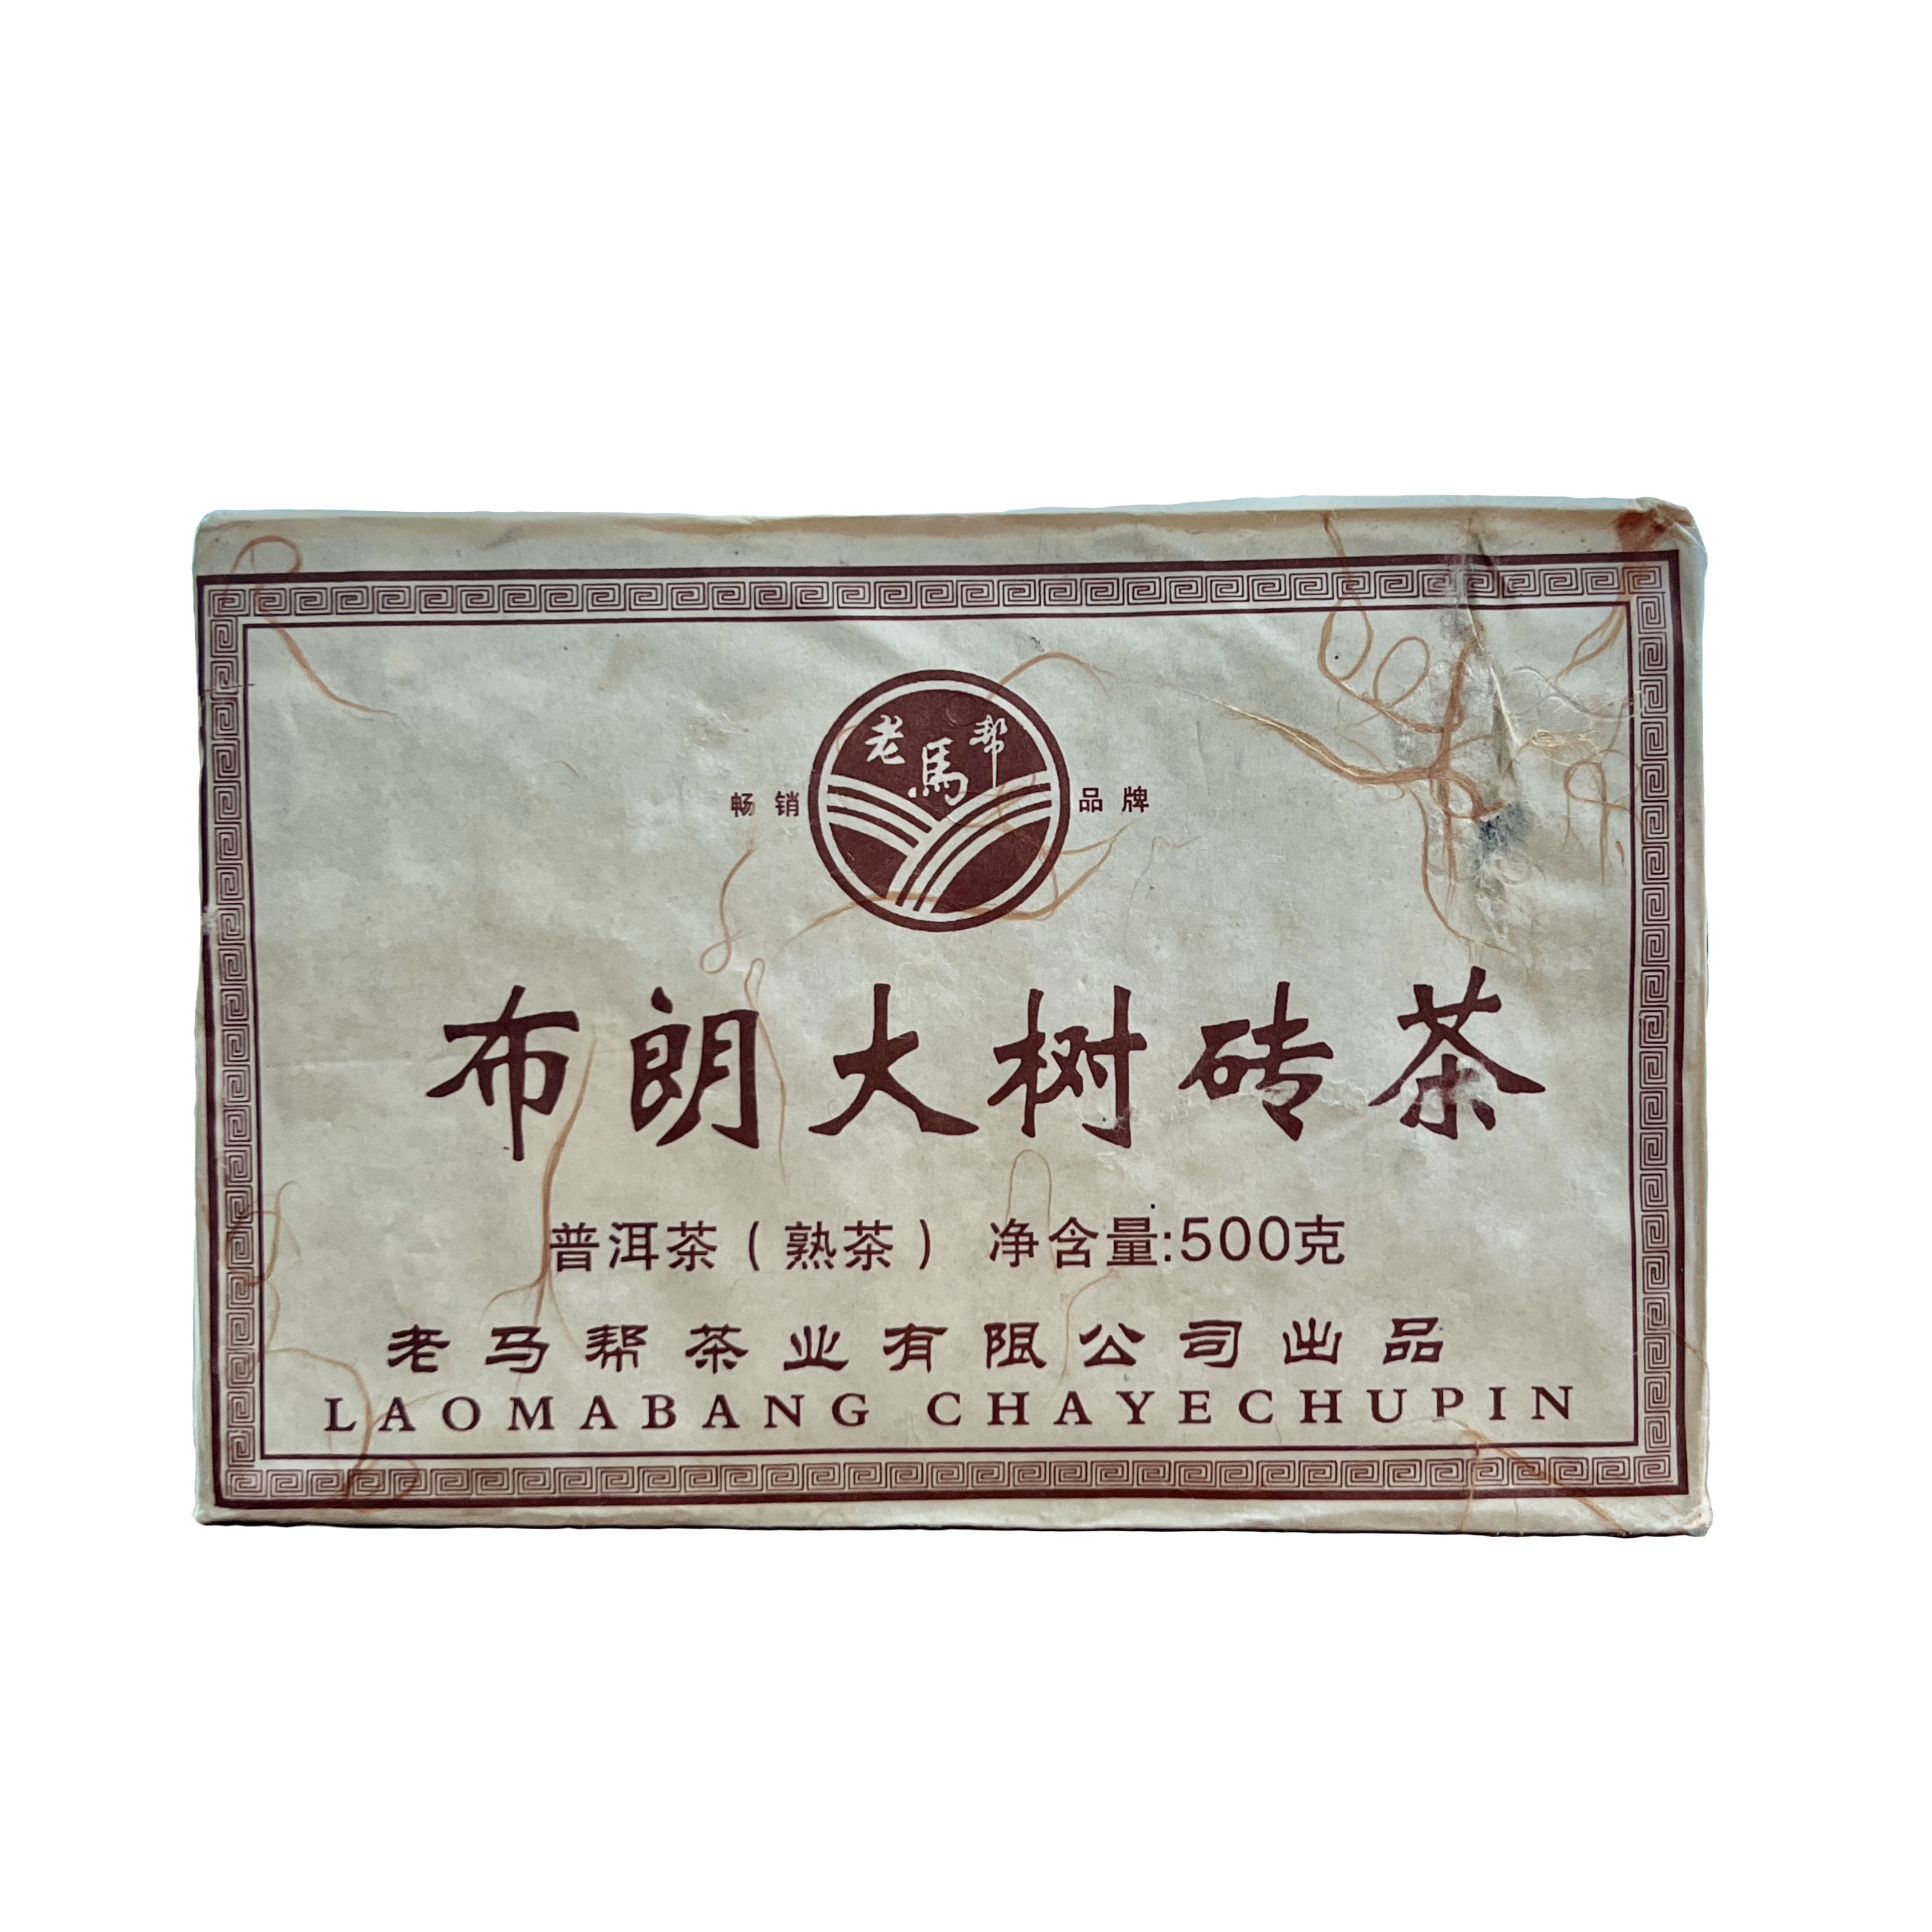 老馬帮
畅销 品牌
布朗大树砖茶
普洱茶(熟茶) 净含量:500克
老马帮茶业有限公司出品
LAOMABANG CHAYECHUPIN